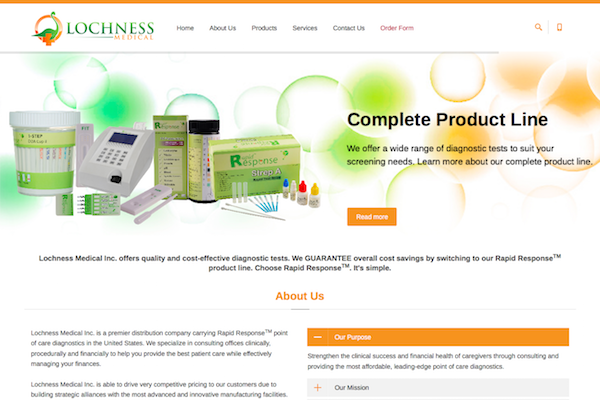 LOCHNESS
MEDICAL
Home About Us Products Services Contact Us Order Form
Complete Product Line
We offer a wide range of diagnostic tests to suit your
screening needs. Learn more about our complete product line.
Read more
Rapid
Response
Strep A
Lochness Medical Inc. offers quality and cost-effective diagnostic tests. We GUARANTEE overall cost savings by switching to our Rapid Response™
product line. Choose Rapid Response™. It's simple.
About Us
Lochness Medical Inc. is a premier distribution company carrying Rapid Response™ point
of care diagnostics in the United States. We specialize in consulting offices clinically,
procedurally and financially to help you provide the best patient care while effectively
managing your finances.
Lochness Medical Inc. is able to drive very competitive pricing to our customers due to
building strategic alliances with the most advanced and innovative manufacturing facilities.
Our Purpose
Strengthen the clinical success and financial health of caregivers through consulting and
providing the most affordable, leading-edge point of care diagnostics.
Our Mission